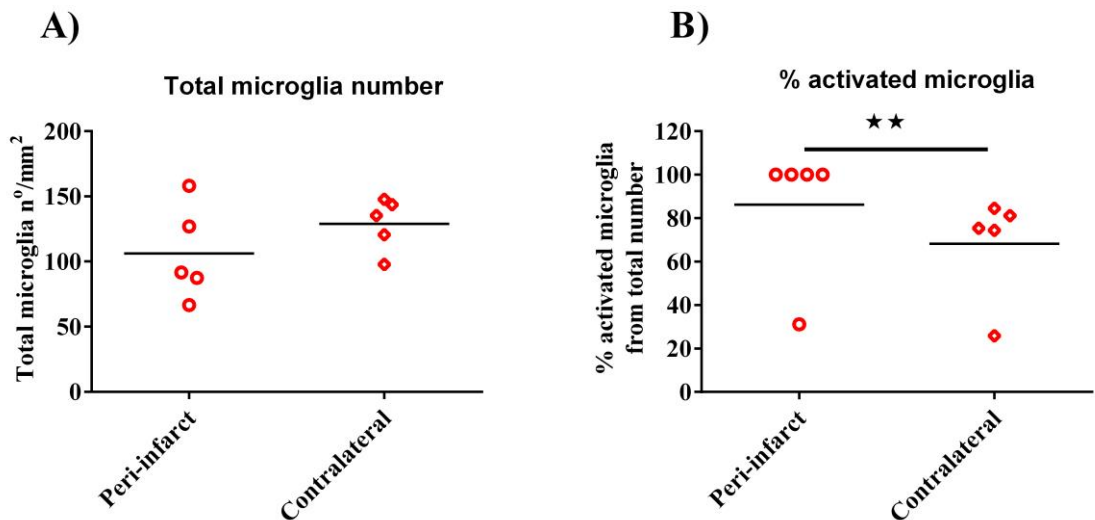 A)
Total microglia number
Total microglia nº/mm²
200
150
100
50
0
Peri-infarct
Contralateral
B)
% activated microglia
% activated microglia
from total number
120
100
80
60
40
20
0
★★
Peri-infarct
Contralateral